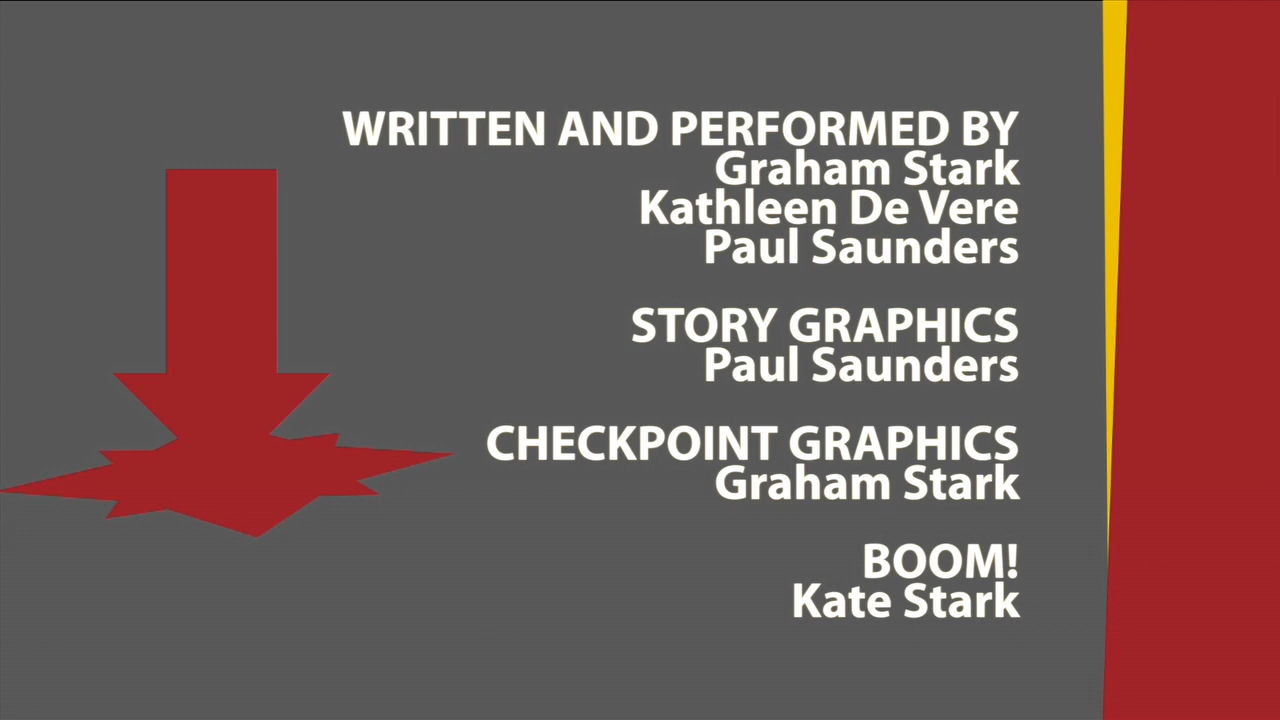 WRITTEN AND PERFORMED BY
Graham Stark
Kathleen De Vere
Paul Saunders
STORY GRAPHICS
Paul Saunders
CHECKPOINT GRAPHICS
Graham Stark
BOOM!
Kate Stark